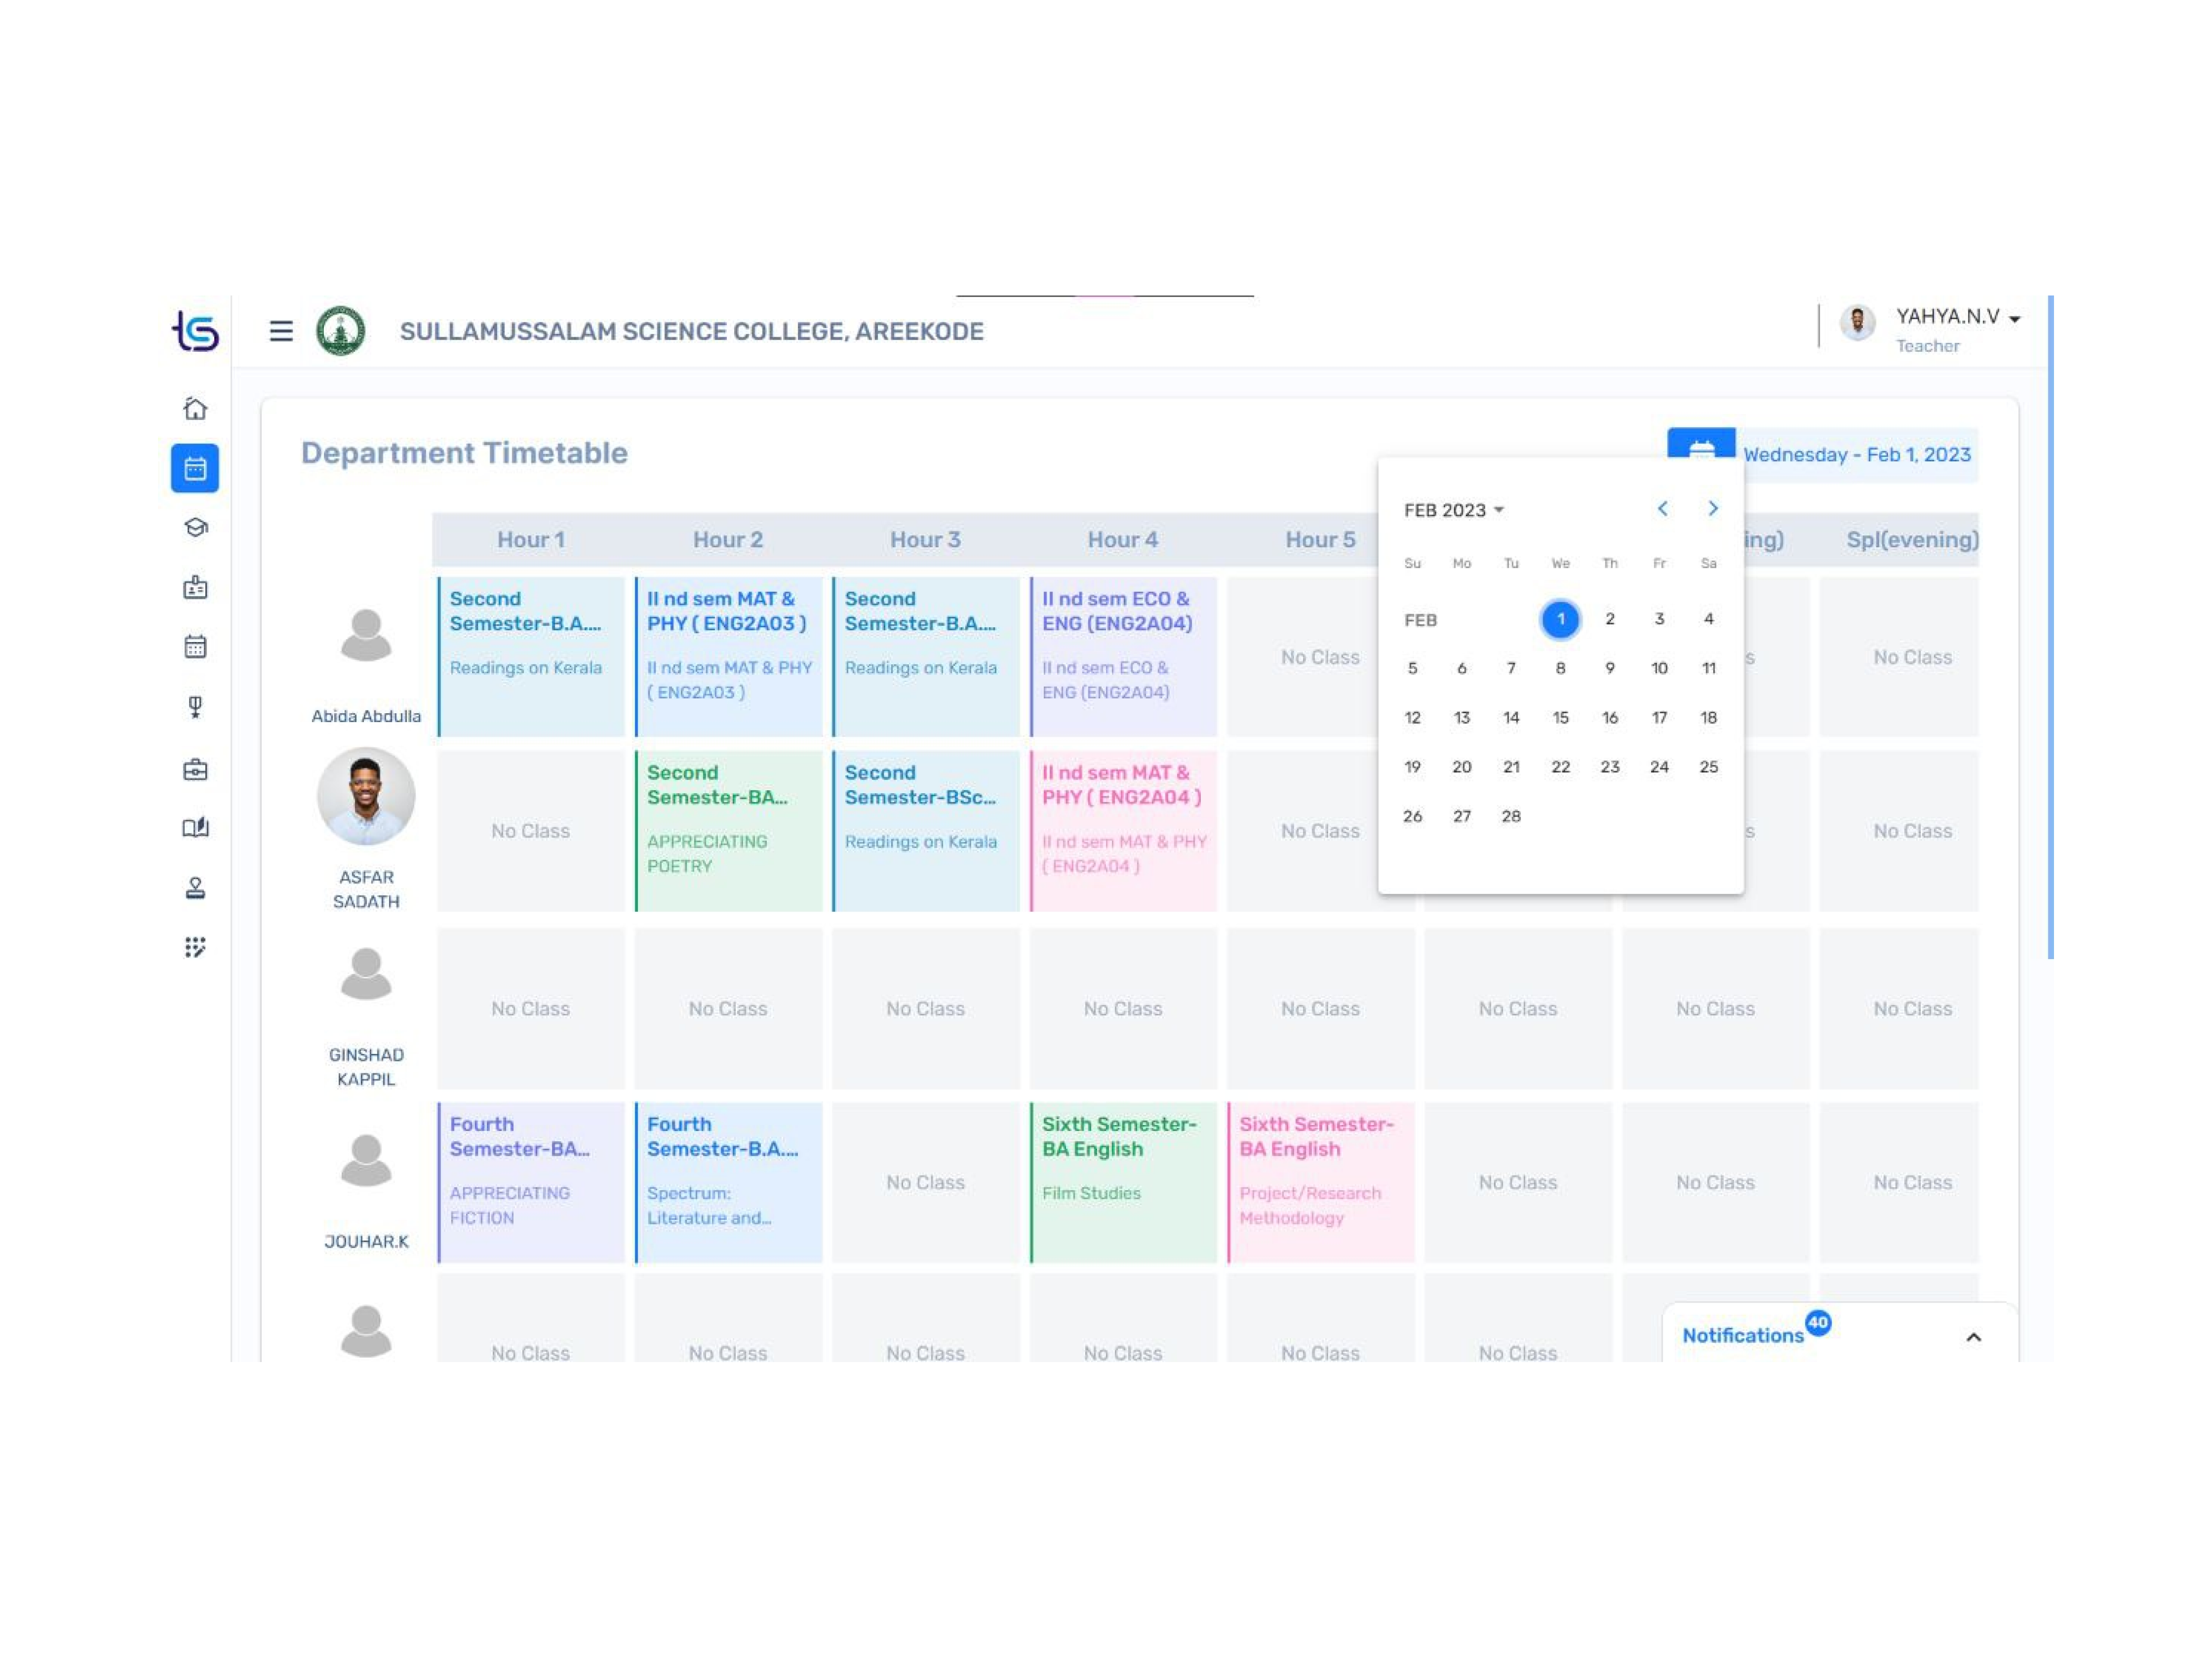 ts
SULLAMUSSALAM SCIENCE COLLEGE, AREEKODE
YAHYA.N.V
Teacher
Department Timetable
Wednesday - Feb 1, 2023
Hour 1 Hour 2 Hour 3 Hour 4 Hour 5 ing) Spl(evening)
FEB 2023
Su Mo Tu We Th Fr Sa
FEB 1 2 3 4
5 6 7 8 9 10 11
12 13 14 15 16 17 18
19 20 21 22 23 24 25
26 27 28
Abida Abdulla
Second
Semester-B.A....
Readings on Kerala
II nd sem MAT &
PHY ( ENG2A03 )
II nd sem MAT & PHY
( ENG2A03 )
Second
Semester-B.A....
Readings on Kerala
II nd sem ECO &
ENG (ENG2A04)
II nd sem ECO &
ENG (ENG2A04)
No Class
s
No Class
ASFAR
SADATH
No Class
Second
Semester-BA...
APPRECIATING
POETRY
Second
Semester-BSc...
Readings on Kerala
II nd sem MAT &
PHY ( ENG2A04 )
II nd sem MAT & PHY
( ENG2A04 )
No Class
s
No Class
GINSHAD
KAPPIL
No Class No Class No Class No Class No Class No Class No Class No Class
JOUHAR.K
Fourth
Semester-BA...
APPRECIATING
FICTION
Fourth
Semester-B.A....
Spectrum:
Literature and...
No Class
Sixth Semester-
BA English
Film Studies
Sixth Semester-
BA English
Project/Research
Methodology
No Class No Class No Class
No Class No Class No Class No Class No Class No Class
Notifications 40